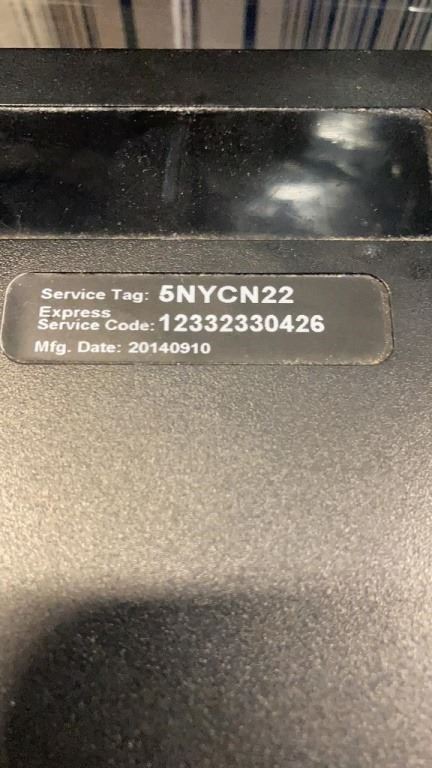 Service Tag: 5NYCN22
Express
Service Code: 12332330426
Mfg. Date: 20140910